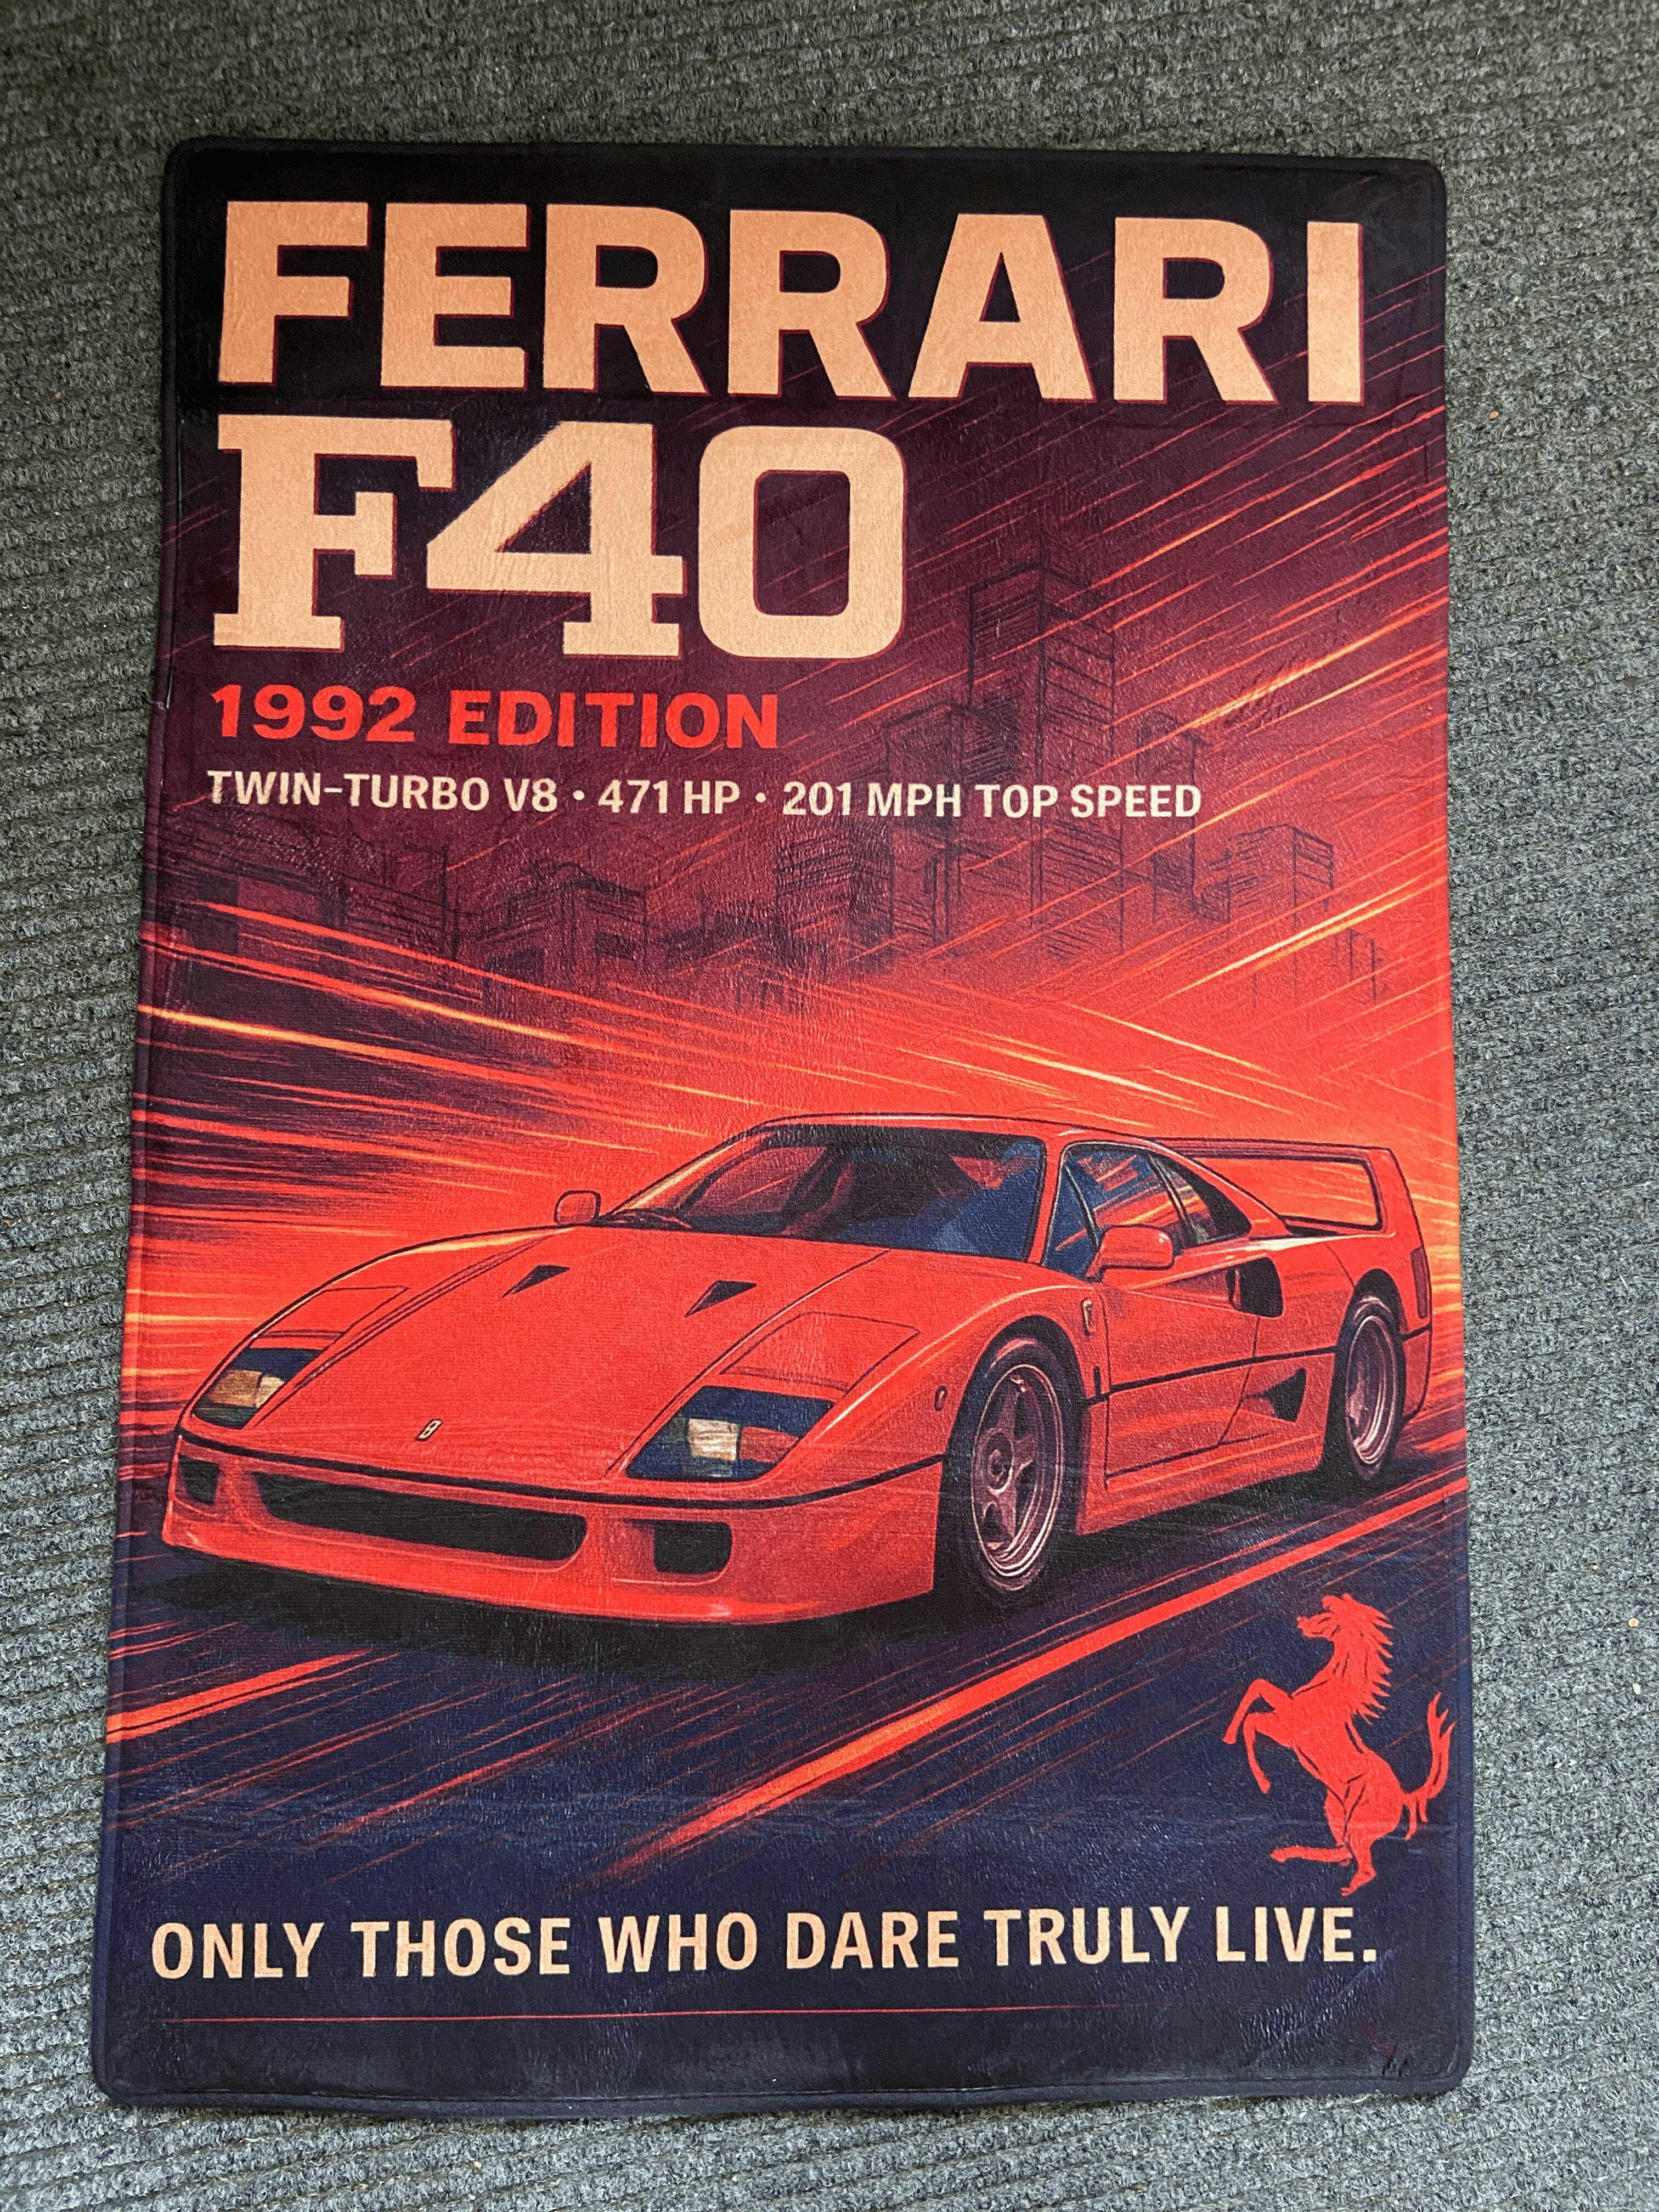 FERRARI
F40
1992 EDITION
TWIN-TURBO V8 • 471 HP • 201 MPH TOP SPEED
ONLY THOSE WHO DARE TRULY LIVE.